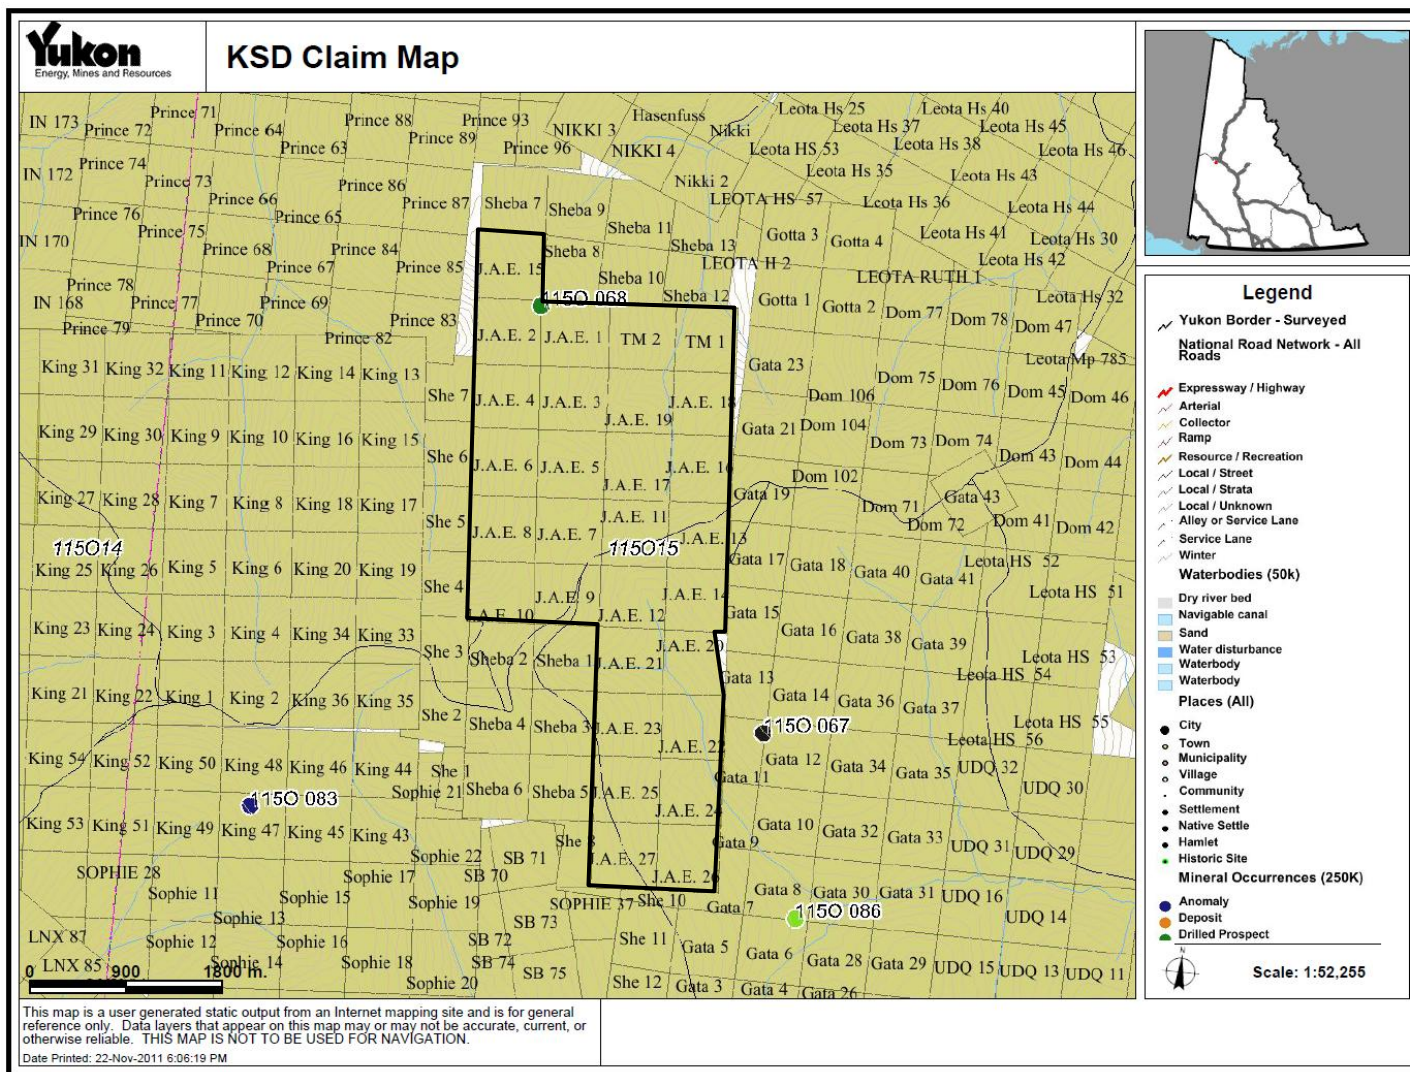 Yukon
Energy, Mines and Resources
KSD Claim Map
IN 173 Prince 72 Prince 71 Prince 64 Prince 63 Prince 88 Prince 89 Prince 93 Prince 96 NIKKI 3 Hasenfuss NIKKI 4 Nikki Leota Hs 25 Leota Hs 37 Leota Hs 40 Leota Hs 45
Leota HS 53 Leota Hs 38 Leota Hs 46
IN 172 Prince 74 Prince 73 Prince 66 Prince 86 Prince 87 Sheba 7 Sheba 9 Nikki 2 Leota Hs 35 Leota Hs 43
Prince 76 Prince 75 Prince 65 Sheba 11 LEOTA HS 57 Leota Hs 36 Leota Hs 44
IN 170 Prince 68 Prince 84 Sheba 8 Sheba 13 Gotta 3 Gotta 4 Leota Hs 41 Leota Hs 30
Prince 78 Prince 67 Prince 85 J.A.E. 15 Sheba 10 LEOTA H 2 LEOTA RUTH 1 Leota Hs 42
IN 168 Prince 77 Prince 69 115O 068 Sheba 12 Gotta 1 Gotta 2 Dom 77 Dom 78 Leota Hs 32
Prince 79 Prince 70 Prince 82 Prince 83 J.A.E. 2 J.A.E. 1 TM 2 TM 1 Dom 47
King 31 King 32 King 11 King 12 King 14 King 13 Gata 23 Dom 75 Dom 76 Leota Mp 785
She 7 J.A.E. 4 J.A.E. 3 J.A.E. 19 J.A.E. 18 Dom 106 Dom 45 Dom 46
King 29 King 30 King 9 King 10 King 16 King 15 Gata 21 Dom 104 Dom 73 Dom 74
She 6 J.A.E. 6 J.A.E. 5 J.A.E. 17 J.A.E. 16 Dom 102 Dom 43 Dom 44
King 27 King 28 King 7 King 8 King 18 King 17 Gata 19 Dom 71 Gata 43
She 5 J.A.E. 8 J.A.E. 7 J.A.E. 11 J.A.E. 13 Dom 72 Dom 41 Dom 42
115O14 115O15
King 25 King 26 King 5 King 6 King 20 King 19 Gata 17 Gata 18 Gata 40 Gata 41 Leota HS 52
She 4 J.A.E. 10 J.A.E. 9 J.A.E. 12 J.A.E. 14 Leota HS 51
King 23 King 24 King 3 King 4 King 34 King 33 Gata 15 Gata 16 Gata 38 Gata 39
She 3 Sheba 2 Sheba 1 J.A.E. 21 J.A.E. 20 Leota HS 53
King 21 King 22 King 1 King 2 King 36 King 35 Gata 13 Gata 14 Gata 36 Gata 37 Leota HS 54
She 2 Sheba 4 Sheba 3 J.A.E. 23 J.A.E. 22 115O 067 Leota HS 55
King 54 King 52 King 50 King 48 King 46 King 44 Gata 12 Gata 34 Gata 35 Leota HS 56
She 1 Sophie 21 Sheba 6 Sheba 5 J.A.E. 25 J.A.E. 24 Gata 11 UDQ 32 UDQ 30
115O 083
King 53 King 51 King 49 King 47 King 45 King 43 Gata 9 Gata 10 Gata 32 Gata 33 UDQ 31 UDQ 29
SOPHIE 28 Sophie 22 SB 71 She 8 J.A.E. 27 J.A.E. 26
Sophie 11 Sophie 15 Sophie 17 SB 70 Gata 8 Gata 30 Gata 31 UDQ 16
Sophie 13 Sophie 19 SOPHIE 37 She 10 Gata 7 115O 086 UDQ 14
LNX 87 Sophie 12 Sophie 16 SB 72 SB 73 She 11 Gata 5
LNX 85 Sophie 14 Sophie 18 SB 74 SB 75 Gata 6 Gata 28 Gata 29 UDQ 15 UDQ 13 UDQ 11
Sophie 20 She 12 Gata 3 Gata 4 Gata 26
0 900 1800 m.
Legend
Yukon Border - Surveyed
National Road Network - All
Roads
Expressway / Highway
Arterial
Collector
Ramp
Resource / Recreation
Local / Street
Local / Strata
Local / Unknown
Alley or Service Lane
Service Lane
Winter
Waterbodies (50k)
Dry river bed
Navigable canal
Sand
Water disturbance
Waterbody
Waterbody
Places (All)
City
Town
Municipality
Village
Community
Settlement
Native Settle
Hamlet
Historic Site
Mineral Occurrences (250K)
Anomaly
Deposit
Drilled Prospect
N
Scale: 1:52,255
This map is a user generated static output from an Internet mapping site and is for general
reference only. Data layers that appear on this map may or may not be accurate, current, or
otherwise reliable. THIS MAP IS NOT TO BE USED FOR NAVIGATION.
Date Printed: 22-Nov-2011 6:06:19 PM